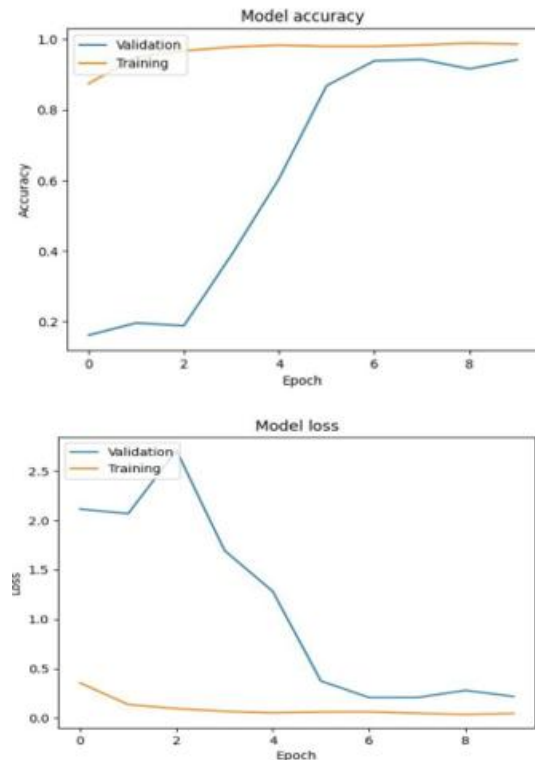 Model accuracy
1.0
Validation
Training
0.8
0.6
0.4
0.2
Accuracy
0 2 4 6 8
Epoch
Model loss
Validation
Training
2.5
2.0
1.5
1.0
0.5
0.0
Loss
0 2 4 6 8
Epoch